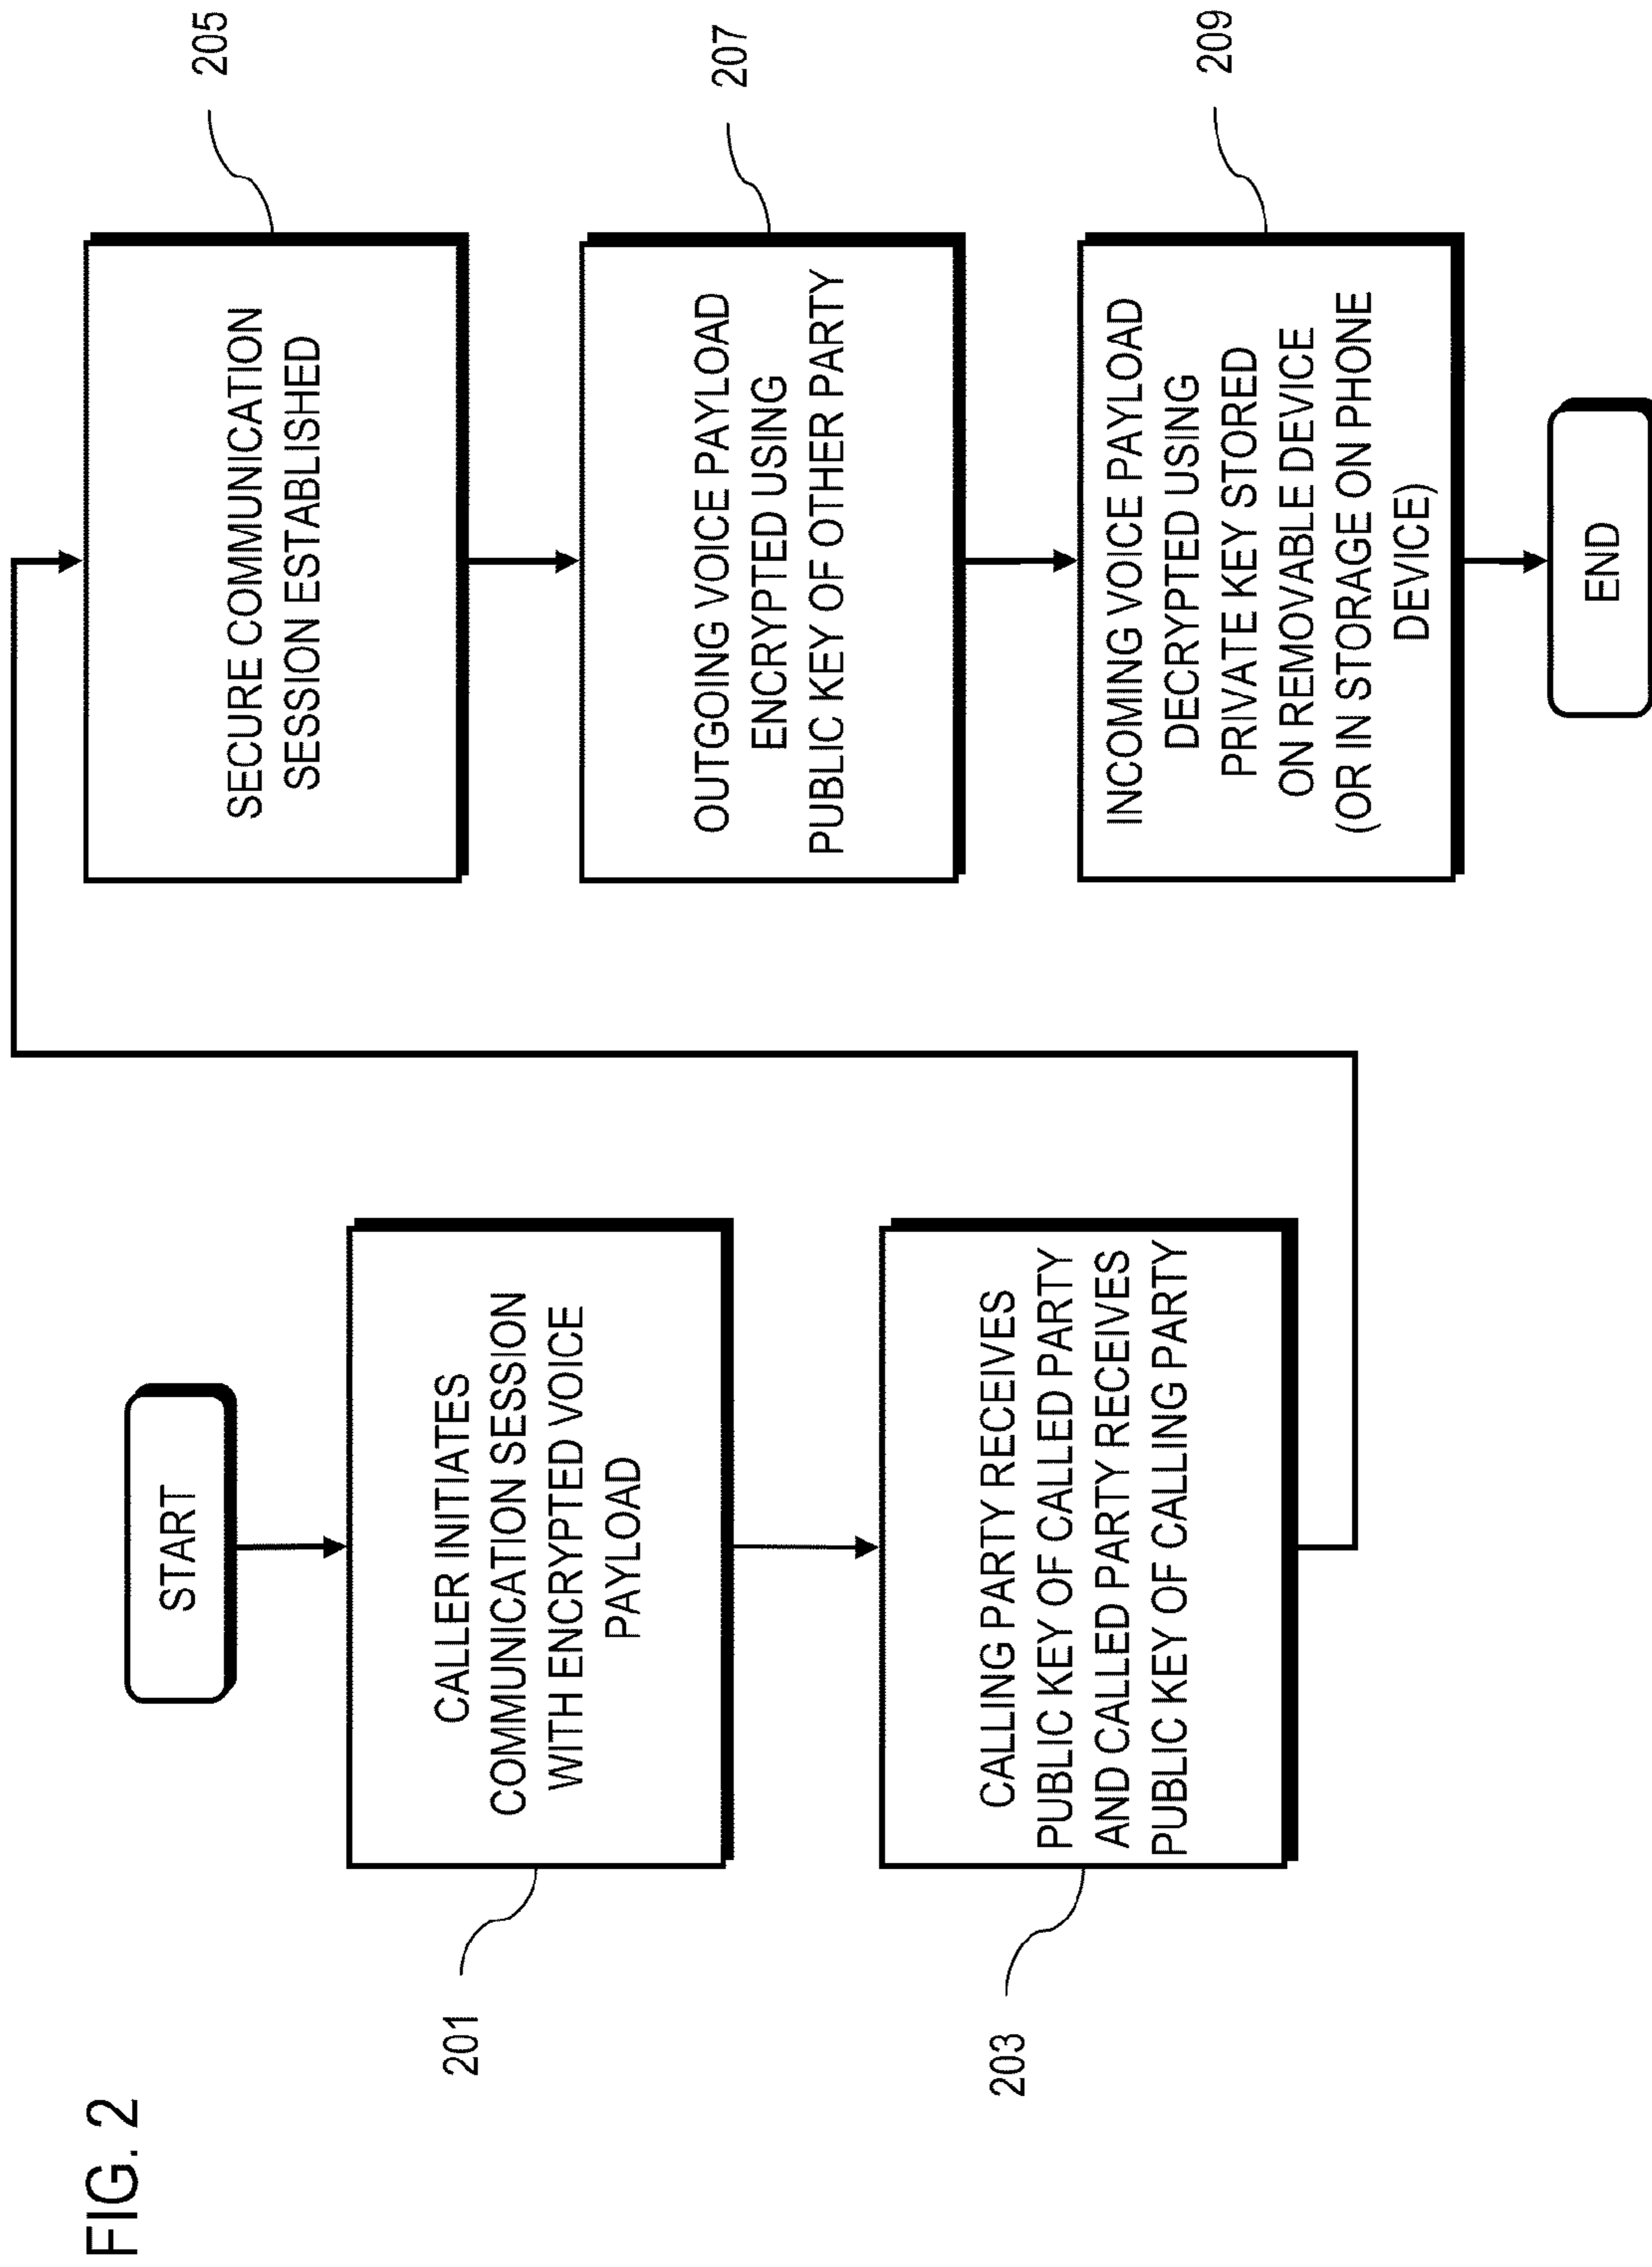 FIG. 2
START
201
CALLER INITIATES
COMMUNICATION SESSION
WITH ENCRYPTED VOICE
PAYLOAD
203
CALLING PARTY RECEIVES
PUBLIC KEY OF CALLED PARTY
AND CALLED PARTY RECEIVES
PUBLIC KEY OF CALLING PARTY
205
SECURE COMMUNICATION
SESSION ESTABLISHED
207
OUTGOING VOICE PAYLOAD
ENCRYPTED USING
PUBLIC KEY OF OTHER PARTY
209
INCOMING VOICE PAYLOAD
DECRYPTED USING
PRIVATE KEY STORED
ON REMOVABLE DEVICE
(OR IN STORAGE ON PHONE
DEVICE)
END